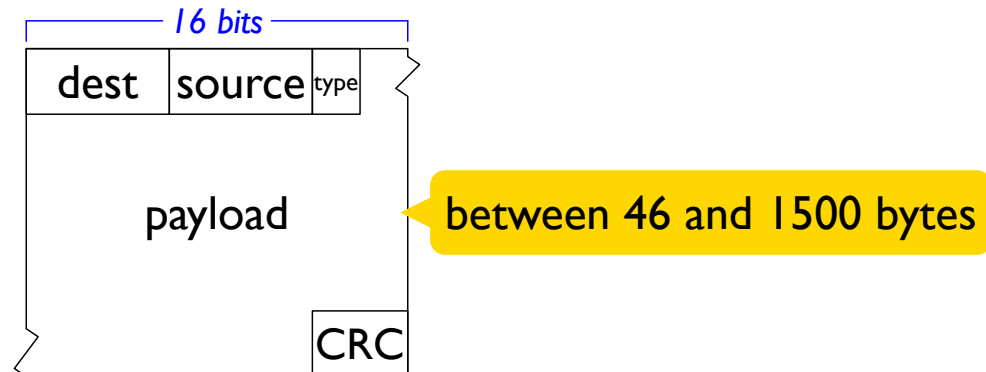 16 bits
dest source type
payload
between 46 and 1500 bytes
CRC